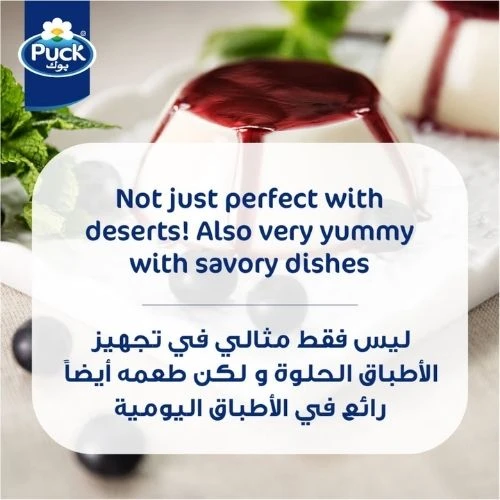 Puck
بوك
Not just perfect with
deserts! Also very yummy
with savory dishes
ليس فقط مثالي في تجهيز
الأطباق الحلوة و لكن طعمه أيضاً
رائع في الأطباق اليومية